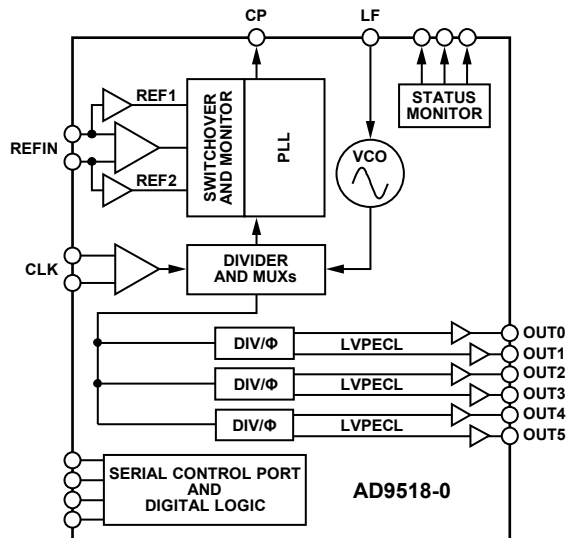 CP
LF
REF1
REFIN
REF2
SWITCHOVER
AND MONITOR
PLL
VCO
STATUS
MONITOR
CLK
DIVIDER
AND MUXs
DIV/Φ
LVPECL
OUT0
OUT1
DIV/Φ
LVPECL
OUT2
OUT3
DIV/Φ
LVPECL
OUT4
OUT5
SERIAL CONTROL PORT
AND
DIGITAL LOGIC
AD9518-0